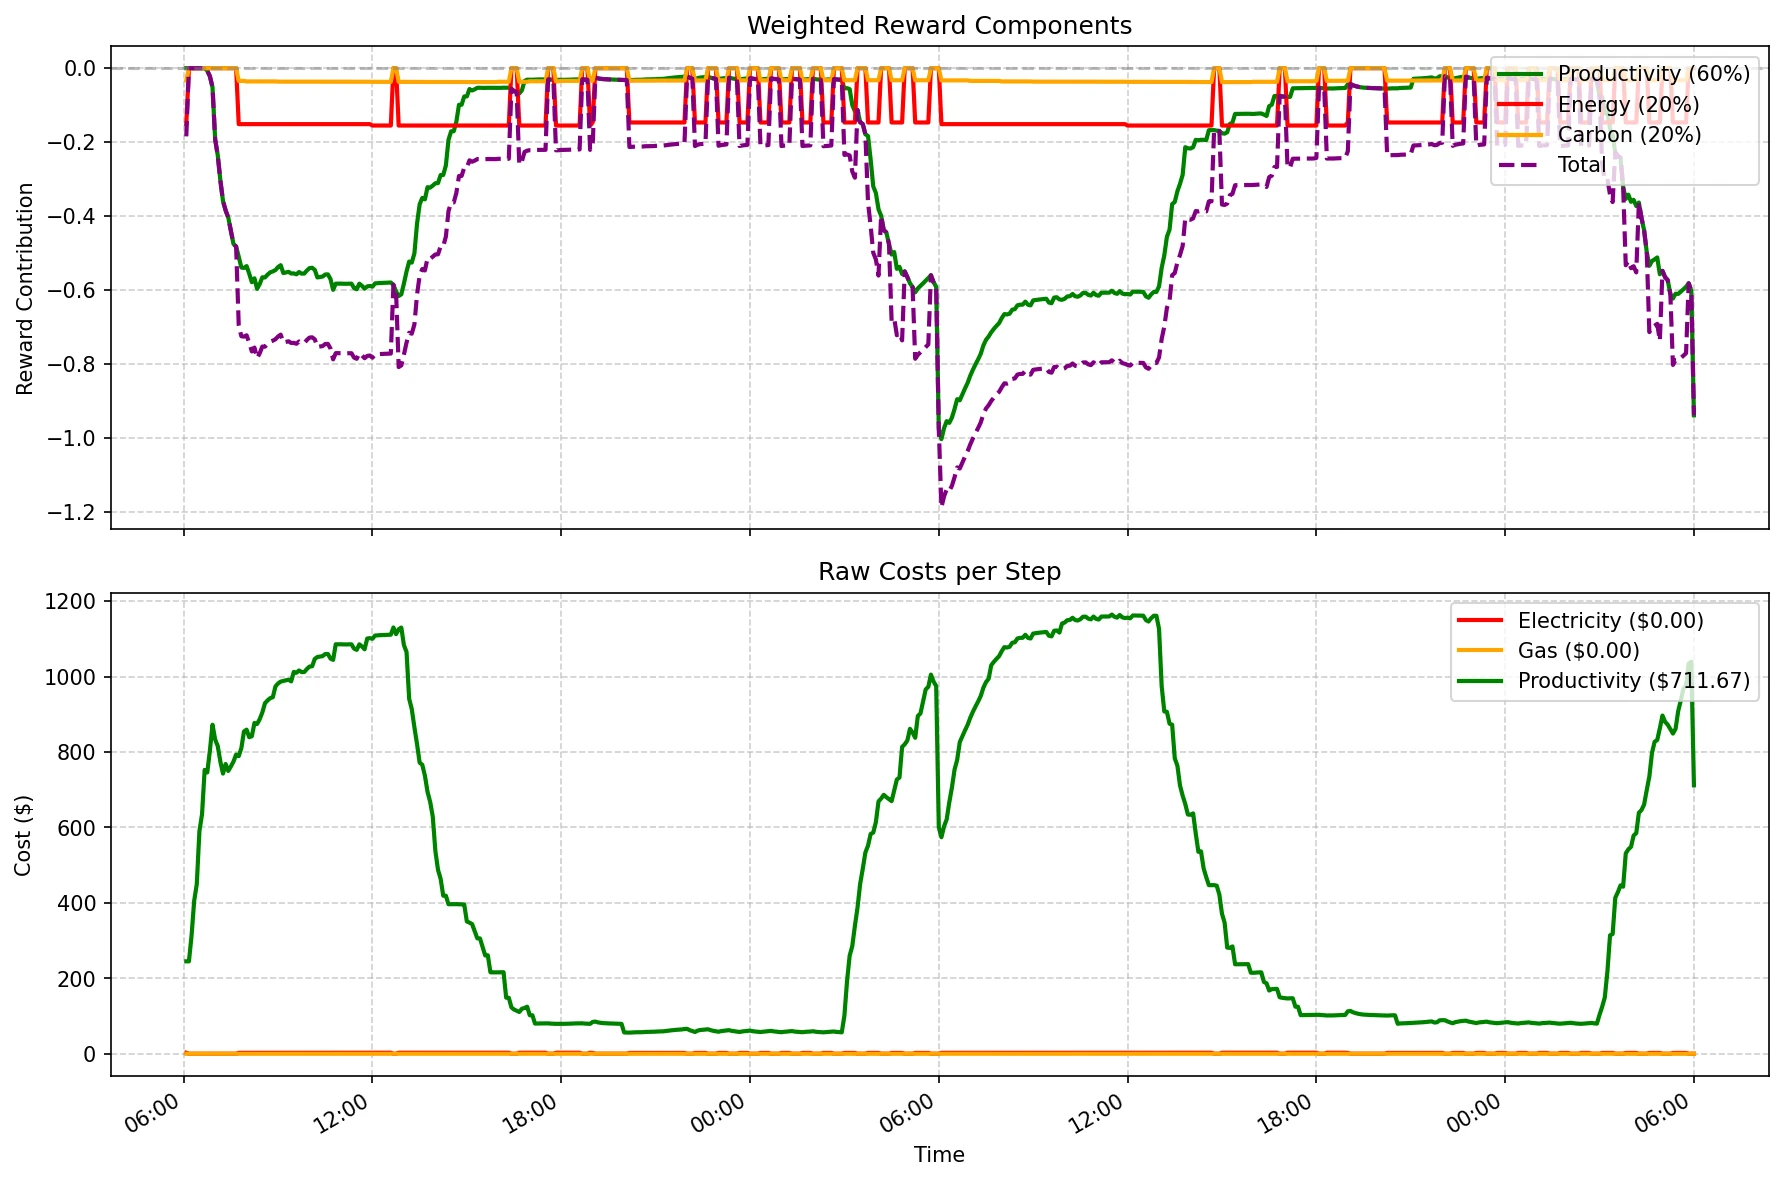 Weighted Reward Components
Reward Contribution
0.0
−0.2
−0.4
−0.6
−0.8
−1.0
−1.2
Productivity (60%)
Energy (20%)
Carbon (20%)
Total
Raw Costs per Step
Cost ($)
1200
1000
800
600
400
200
0
Electricity ($0.00)
Gas ($0.00)
Productivity ($711.67)
06:00
12:00
18:00
00:00
06:00
12:00
18:00
00:00
06:00
Time